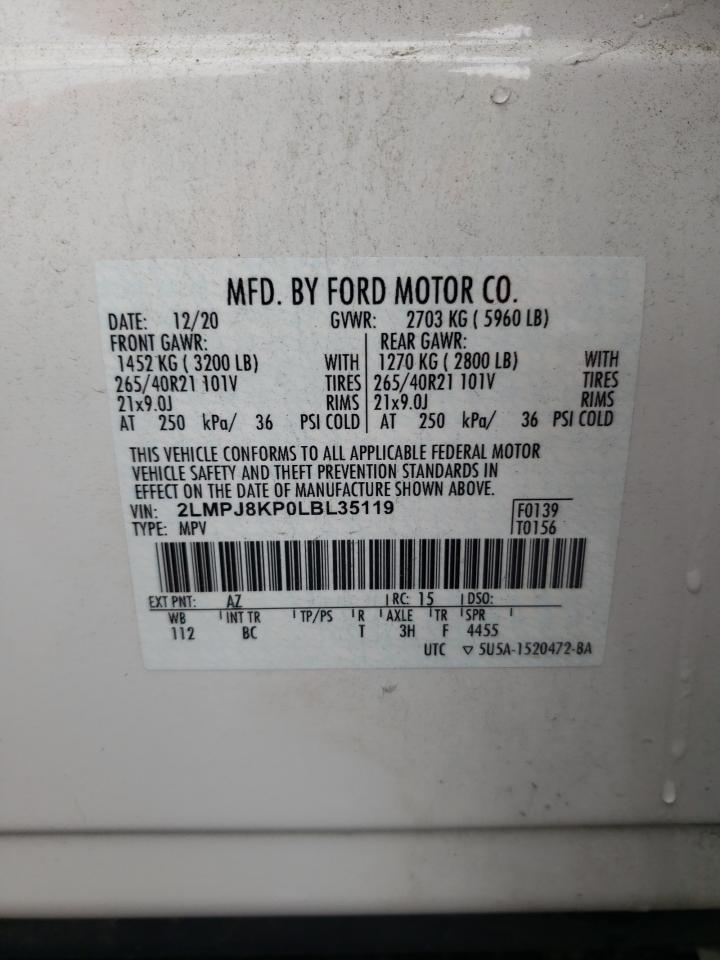 MFD. BY FORD MOTOR CO.
DATE: 12/20 GVWR: 2703 KG ( 5960 LB)
FRONT GAWR: REAR GAWR:
1452 KG ( 3200 LB) WITH 1270 KG ( 2800 LB) WITH
265/40R21 101V TIRES 265/40R21 101V TIRES
21x9.0J RIMS 21x9.0J RIMS
AT 250 kPa/ 36 PSI COLD AT 250 kPa/ 36 PSI COLD
THIS VEHICLE CONFORMS TO ALL APPLICABLE FEDERAL MOTOR
VEHICLE SAFETY AND THEFT PREVENTION STANDARDS IN
EFFECT ON THE DATE OF MANUFACTURE SHOWN ABOVE.
VIN: 2LMPJ8KP0LBL35119 F0139
TYPE: MPV T0156
EXT PNT: AZ RC: 15 DSO:
WB INT TR TP/PS R AXLE TR SPR
112 BC T 3H F 4455
UTC ▽ 5U5A-1520472-BA